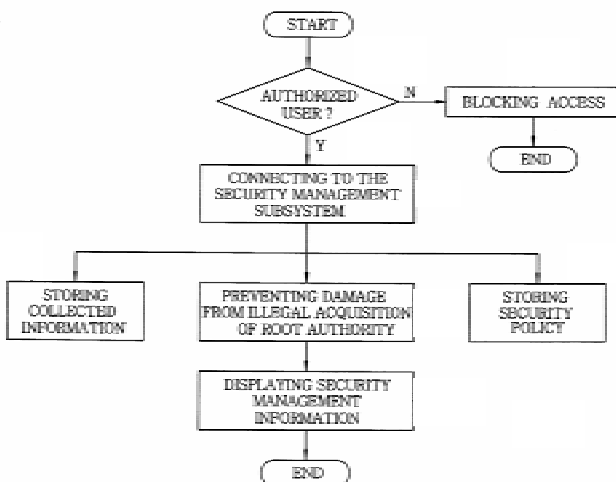 START
AUTHORIZED
USER ?
N
BLOCKING ACCESS
END
Y
CONNECTING TO THE
SECURITY MANAGEMENT
SUBSYSTEM
STORING
COLLECTED
INFORMATION
PREVENTING DAMAGE
FROM ILLEGAL ACQUISITION
OF ROOT AUTHORITY
STORING
SECURITY
POLICY
DISPLAYING SECURITY
MANAGEMENT
INFORMATION
END